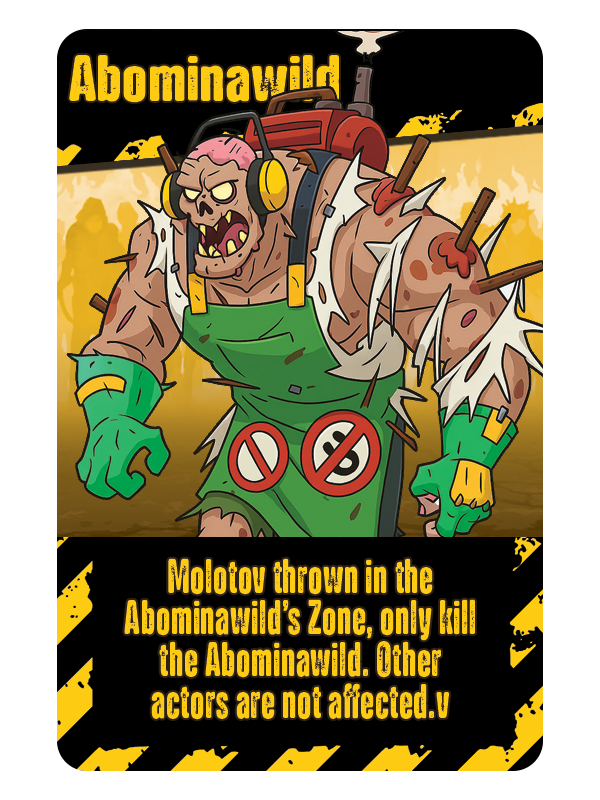 Abominawild
Molotov thrown in the
Abominawild's Zone, only kill
the Abominawild. Other
actors are not affected.v